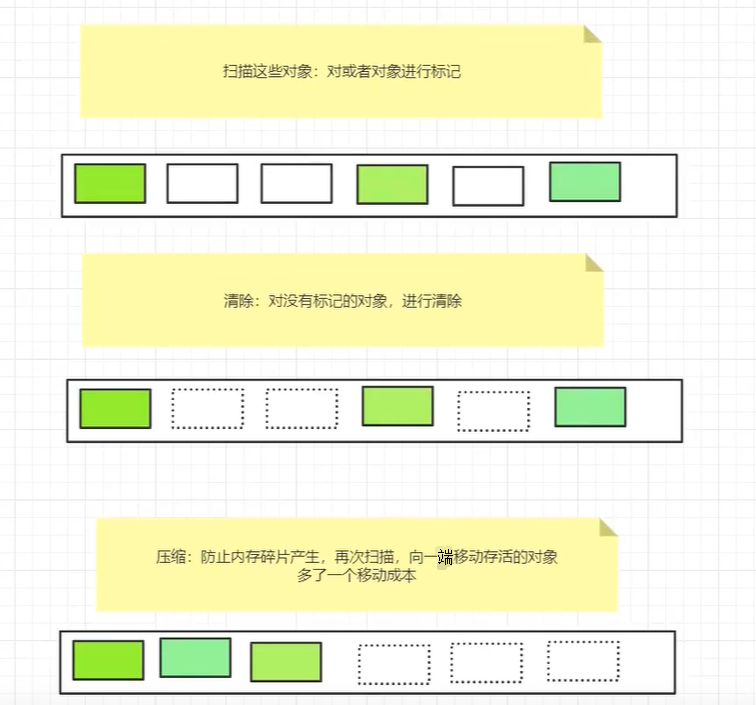 扫描这些对象：对或者对象进行标记
清除：对没有标记的对象，进行清除
压缩：防止内存碎片产生，再次扫描，向一端移动存活的对象
多了一个移动成本